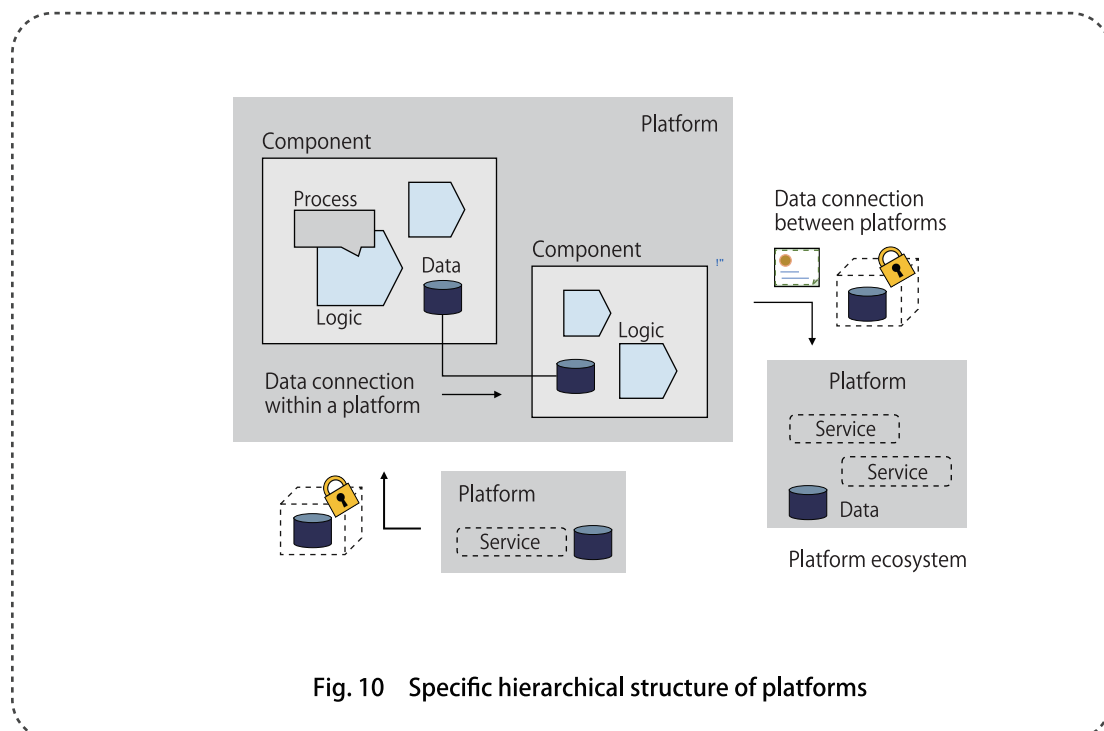 Platform
Component
Process
Data
Logic
Component
Logic
Data connection
within a platform
Data connection
between platforms
!"
Platform
Service
Service
Data
Platform ecosystem
Platform
Service
Fig. 10 Specific hierarchical structure of platforms